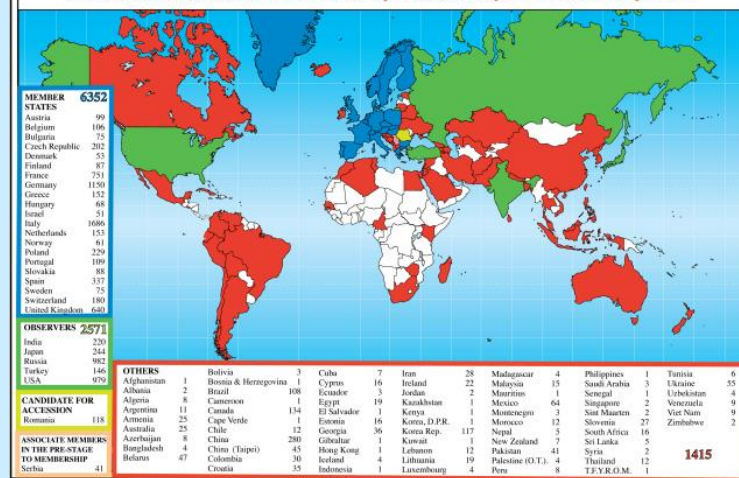 MEMBER STATES 6352
Austria 99
Belgium 106
Bulgaria 75
Czech Republic 202
Denmark 53
Finland 87
France 751
Germany 1150
Greece 152
Hungary 68
Israel 51
Italy 1686
Netherlands 153
Norway 61
Poland 229
Portugal 109
Slovakia 88
Spain 337
Sweden 75
Switzerland 180
United Kingdom 640
OBSERVERS 2571
India 220
Japan 244
Russia 982
Turkey 146
USA 979
CANDIDATE FOR
ACCESSION
Romania 118
ASSOCIATE MEMBERS
IN THE PRE-STAGE
TO MEMBERSHIP
Serbia 41
OTHERS
Afghanistan 1
Albania 2
Algeria 8
Argentina 11
Armenia 25
Australia 25
Azerbaijan 8
Bangladesh 4
Belarus 47
Bolivia 3
Bosnia & Herzegovina 1
Brazil 108
Cameroon 1
Canada 134
Cape Verde 1
Chile 12
China 280
China (Taipei) 45
Colombia 30
Croatia 35
Cuba 7
Cyprus 16
Ecuador 3
Egypt 19
El Salvador 1
Estonia 16
Georgia 36
Gibraltar 1
Hong Kong 1
Iceland 4
Indonesia 1
Iran 28
Ireland 22
Jordan 2
Kazakhstan 1
Kenya 1
Korea, D.P.R. 1
Korea Rep. 117
Kuwait 1
Lebanon 12
Lithuania 19
Luxembourg 4
Madagascar 4
Malaysia 15
Mauritius 1
Mexico 64
Montenegro 3
Morocco 12
Nepal 5
New Zealand 7
Pakistan 41
Palestine (O.T.) 4
Peru 8
Philippines 1
Saudi Arabia 3
Senegal 1
Singapore 2
Sint Maarten 2
Slovenia 27
South Africa 16
Sri Lanka 5
Syria 2
Thailand 12
T.F.Y.R.O.M. 1
Tunisia 6
Ukraine 55
Uzbekistan 4
Venezuela 9
Viet Nam 9
Zimbabwe 2
1415